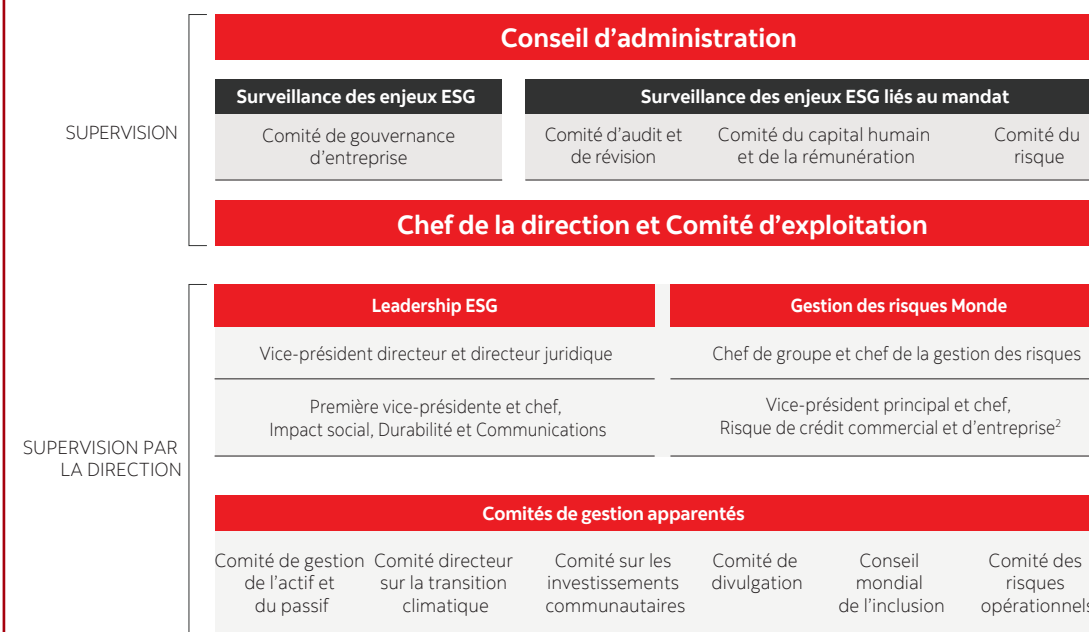 Conseil d’administration
SUPERVISION
Surveillance des enjeux ESG
Comité de gouvernance
d’entreprise
Surveillance des enjeux ESG liés au mandat
Comité d’audit et
de révision
Comité du capital humain
et de la rémunération
Comité du
risque
Chef de la direction et Comité d’exploitation
SUPERVISION PAR
LA DIRECTION
Leadership ESG
Vice-président directeur et directeur juridique
Première vice-présidente et chef,
Impact social, Durabilité et Communications
Gestion des risques Monde
Chef de groupe et chef de la gestion des risques
Vice-président principal et chef,
Risque de crédit commercial et d’entreprise²
Comités de gestion apparentés
Comité de gestion
de l’actif et
du passif
Comité directeur
sur la transition
climatique
Comité sur les
investissements
communautaires
Comité de
divulgation
Conseil
mondial
de l’inclusion
Comité des
risques
opérationnels